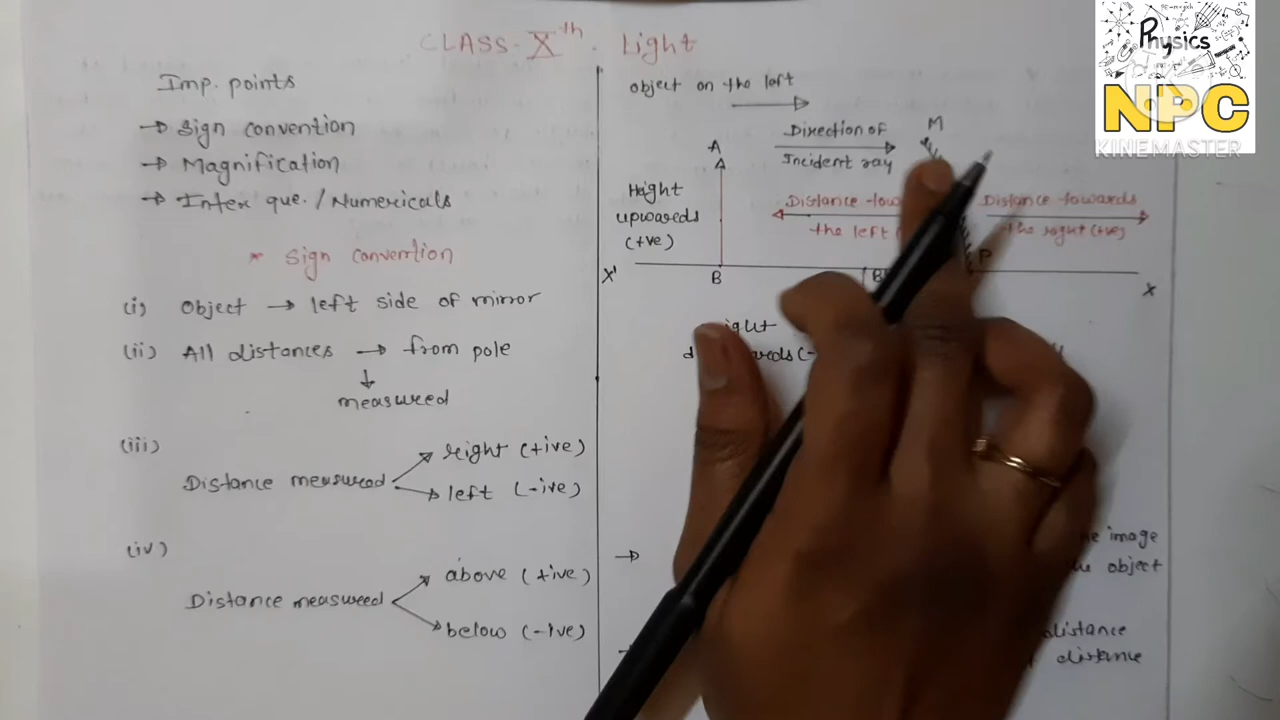 CLASS-Xth. Light
Imp. points
→ Sign convention
→ Magnification
→ Inter que./Numericals
* Sign convention
(i) Object → left side of mirror
(ii) All distances → from pole
↓
measured
(iii)
Distance measured
right (+ive)
left (-ive)
(iv)
Distance measured
above (+ive)
below (-ive)
object on the left
Direction of
Incident ray
M
A
Height
upwards
(+ve)
Distance
the left
Distance towards
the right (+ve)
X'
B
P
X
image
object
distance
distance
Physics
NPC
KINEMASTER